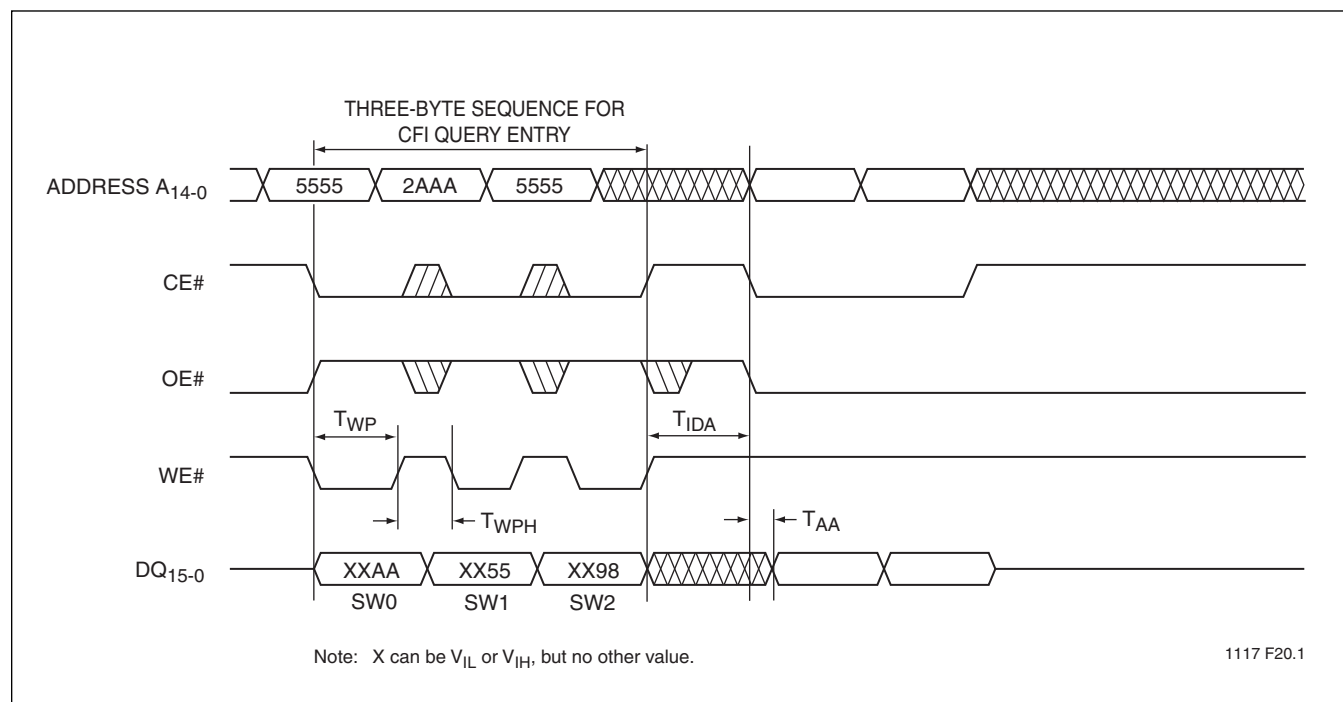 THREE-BYTE SEQUENCE FOR
CFI QUERY ENTRY
ADDRESS A14-0
5555
2AAA
5555
CE#
OE#
TWP
TIDA
WE#
TWPH
TAA
DQ15-0
XXAA
XX55
XX98
SW0
SW1
SW2
Note: X can be VIL or VIH, but no other value.
1117 F20.1